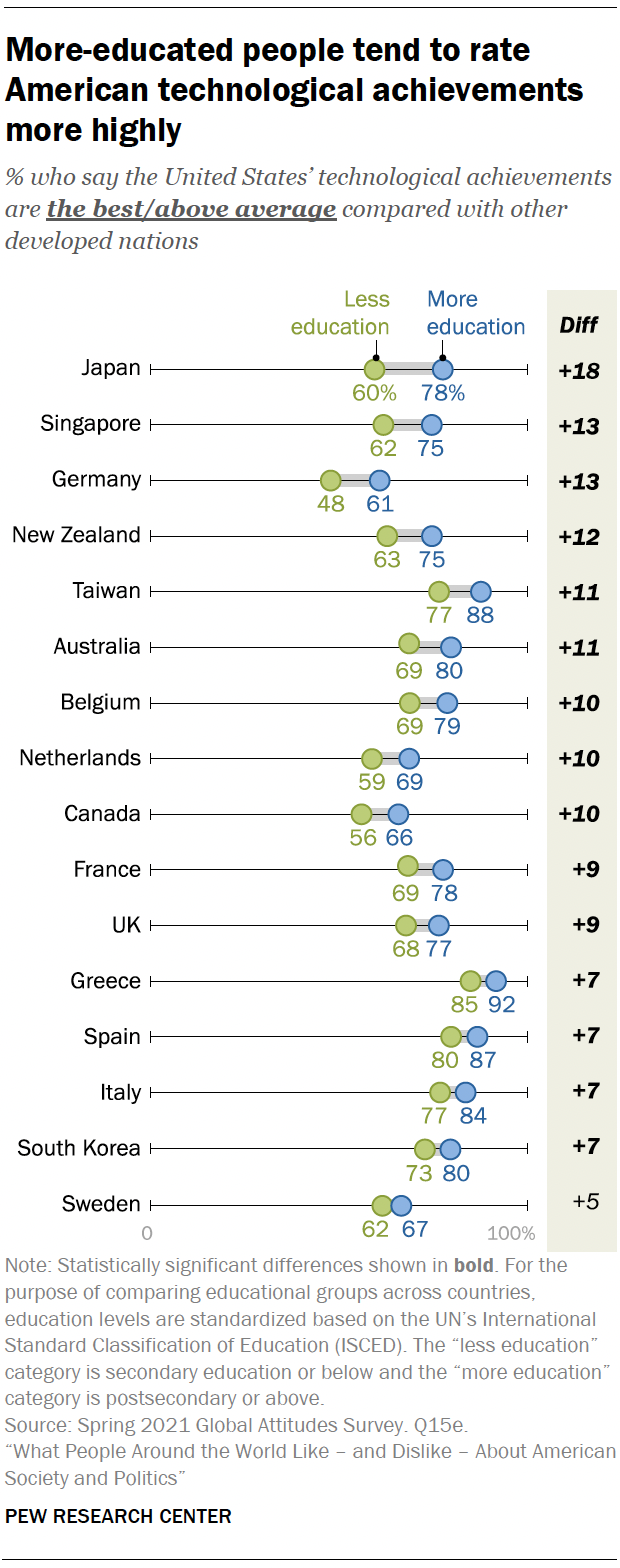 More-educated people tend to rate
American technological achievements
more highly
% who say the United States’ technological achievements
are the best/above average compared with other
developed nations
Less education
More education
Diff
Japan 60% 78% +18
Singapore 62 75 +13
Germany 48 61 +13
New Zealand 63 75 +12
Taiwan 77 88 +11
Australia 69 80 +11
Belgium 69 79 +10
Netherlands 59 69 +10
Canada 56 66 +10
France 69 78 +9
UK 68 77 +9
Greece 85 92 +7
Spain 80 87 +7
Italy 77 84 +7
South Korea 73 80 +7
Sweden 62 67 +5
0 100%
Note: Statistically significant differences shown in bold. For the
purpose of comparing educational groups across countries,
education levels are standardized based on the UN’s International
Standard Classification of Education (ISCED). The “less education”
category is secondary education or below and the “more education”
category is postsecondary or above.
Source: Spring 2021 Global Attitudes Survey. Q15e.
“What People Around the World Like – and Dislike – About American
Society and Politics”
PEW RESEARCH CENTER